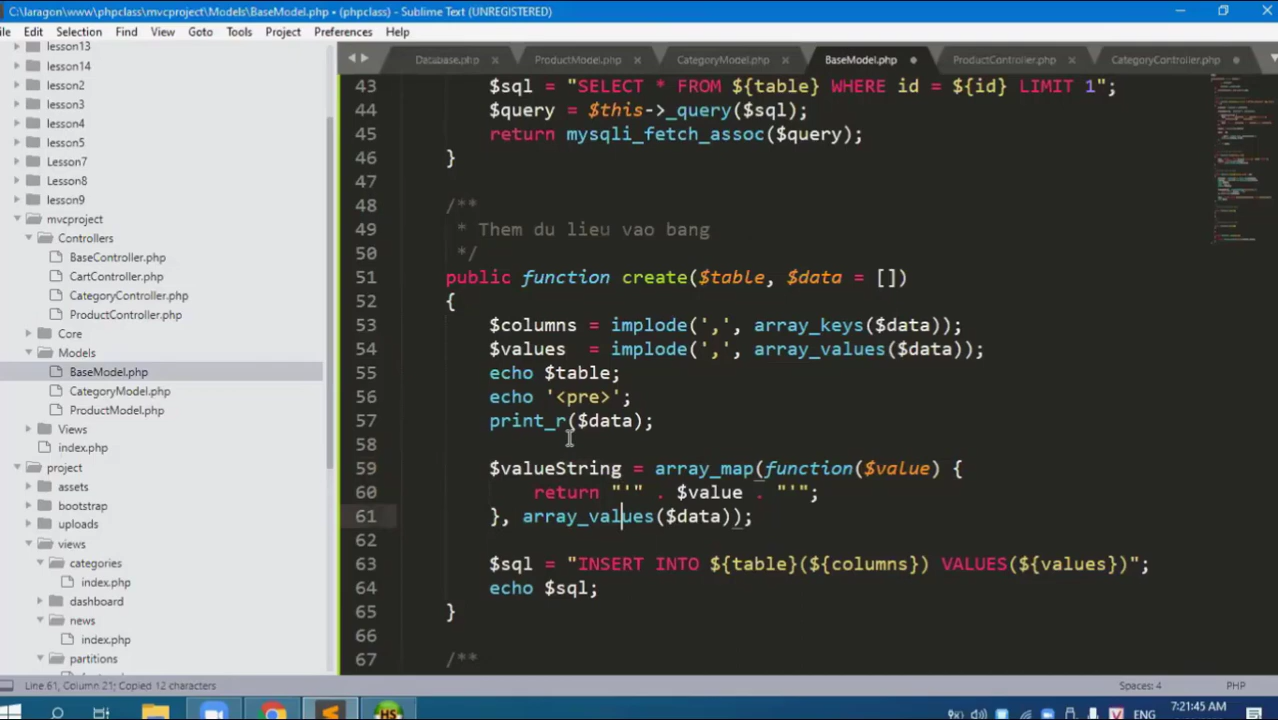 C:\laragon\www\phpclass\mvcproject\Models\BaseModel.php • (phpclass) - Sublime Text (UNREGISTERED)
ile Edit Selection Find View Goto Tools Project Preferences Help
lesson13
lesson14
lesson2
lesson3
lesson4
lesson5
Lesson7
Lesson8
lesson9
mvcproject
Controllers
BaseController.php
CartController.php
CategoryController.php
ProductController.php
Core
Models
BaseModel.php
CategoryModel.php
ProductModel.php
Views
index.php
project
assets
bootstrap
uploads
views
categories
index.php
dashboard
news
index.php
partitions
Database.php ProductModel.php CategoryModel.php BaseModel.php ProductController.php CategoryController.php
43 $sql = "SELECT * FROM ${table} WHERE id = ${id} LIMIT 1";
44 $query = $this->_query($sql);
45 return mysqli_fetch_assoc($query);
46 }
47
48 /**
49 * Them du lieu vao bang
50 */
51 public function create($table, $data = [])
52 {
53 $columns = implode(',', array_keys($data));
54 $values  = implode(',', array_values($data));
55 echo $table;
56 echo '<pre>';
57 print_r($data);
58
59 $valueString = array_map(function($value) {
60 return "'" . $value . "'";
61 }, array_values($data));
62
63 $sql = "INSERT INTO ${table}(${columns}) VALUES(${values})";
64 echo $sql;
65 }
66
67 /**
Line 61, Column 21; Copied 12 characters
Spaces: 4 PHP
ENG 7:21:45 AM